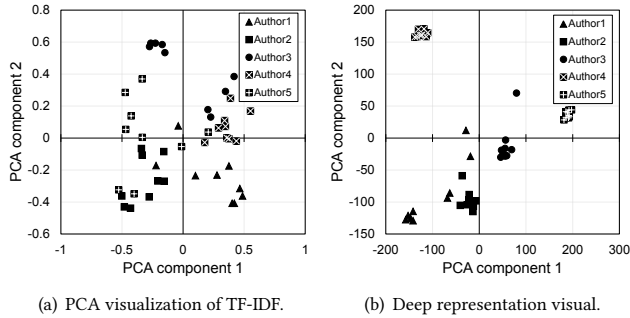 0.8
0.6
0.4
0.2
0
-0.2
-0.4
-0.6
-1
-0.5
0
0.5
1
PCA component 2
PCA component 1
Author1
Author2
Author3
Author4
Author5
(a) PCA visualization of TF-IDF.
200
150
100
50
0
-50
-100
-150
-200
-100
0
100
200
300
PCA component 2
PCA component 1
Author1
Author2
Author3
Author4
Author5
(b) Deep representation visual.